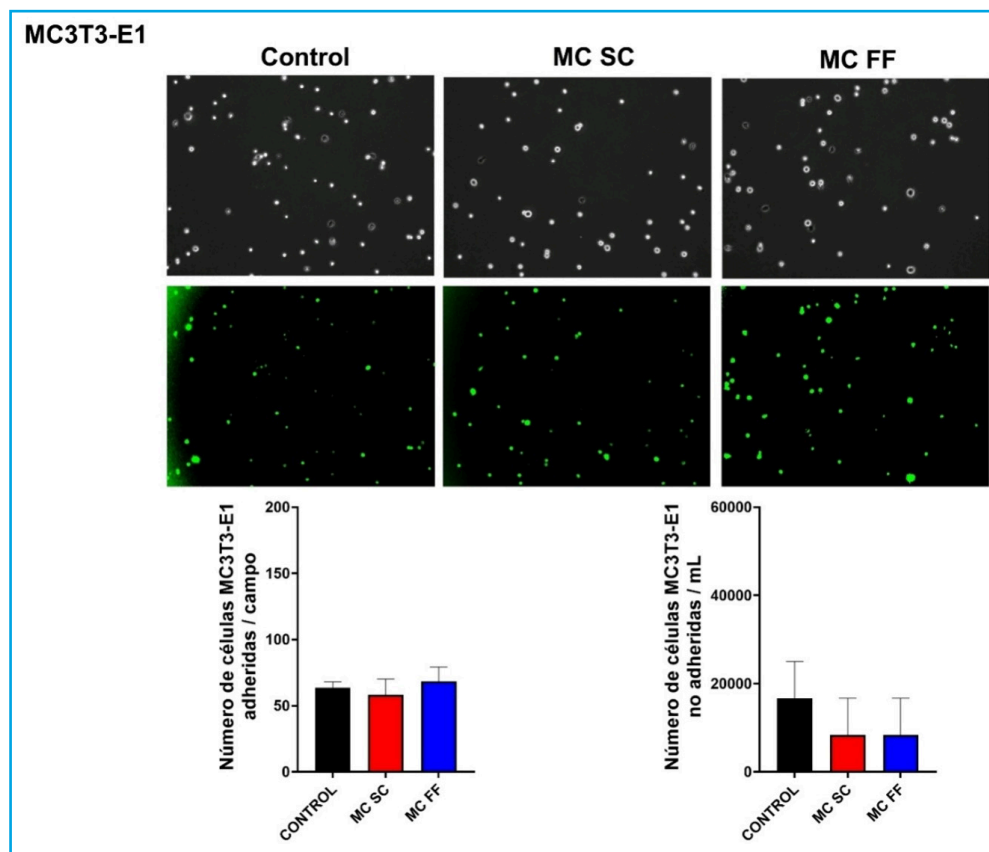 MC3T3-E1
Control
MC SC
MC FF
Número de células MC3T3-E1
adheridas / campo
200
150
100
50
0
CONTROL
MC SC
MC FF
Número de células MC3T3-E1
no adheridas / mL
60000
40000
20000
0
CONTROL
MC SC
MC FF